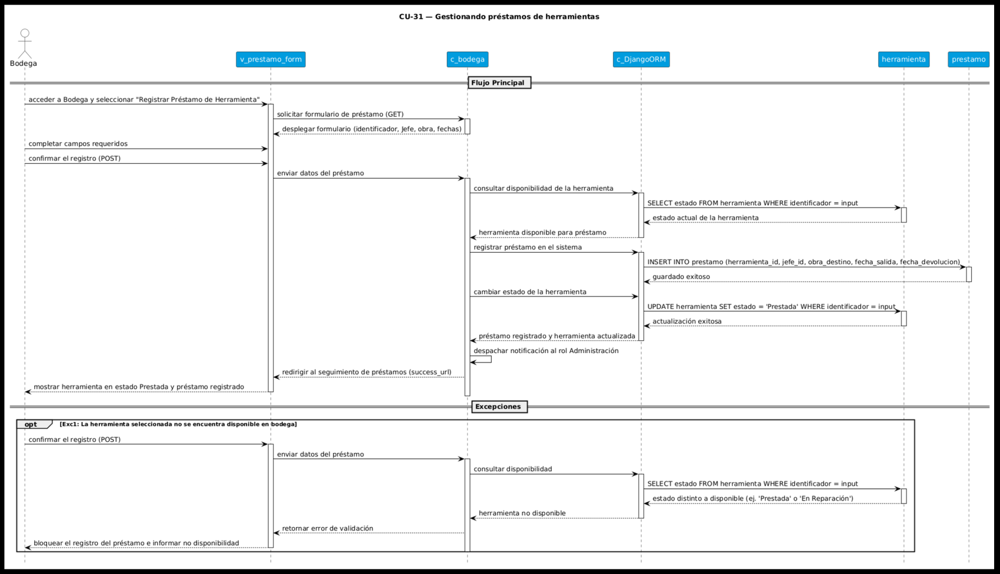 CU-31 — Gestionando préstamos de herramientas
Bodega
v_prestamo_form
c_bodega
c_DjangoORM
herramienta
prestamo
Flujo Principal
acceder a Bodega y seleccionar "Registrar Préstamo de Herramienta"
solicitar formulario de préstamo (GET)
desplegar formulario (identificador, Jefe, obra, fechas)
completar campos requeridos
confirmar el registro (POST)
enviar datos del préstamo
consultar disponibilidad de la herramienta
SELECT estado FROM herramienta WHERE identificador = input
estado actual de la herramienta
herramienta disponible para préstamo
registrar préstamo en el sistema
INSERT INTO prestamo (herramienta_id, jefe_id, obra_destino, fecha_salida, fecha_devolucion)
guardado exitoso
cambiar estado de la herramienta
UPDATE herramienta SET estado = 'Prestada' WHERE identificador = input
actualización exitosa
préstamo registrado y herramienta actualizada
despachar notificación al rol Administración
redirigir al seguimiento de préstamos (success_url)
mostrar herramienta en estado Prestada y préstamo registrado
Excepciones
opt
[Exc1: La herramienta seleccionada no se encuentra disponible en bodega]
confirmar el registro (POST)
enviar datos del préstamo
consultar disponibilidad
SELECT estado FROM herramienta WHERE identificador = input
estado distinto a disponible (ej. 'Prestada' o 'En Reparación')
herramienta no disponible
retornar error de validación
bloquear el registro del préstamo e informar no disponibilidad